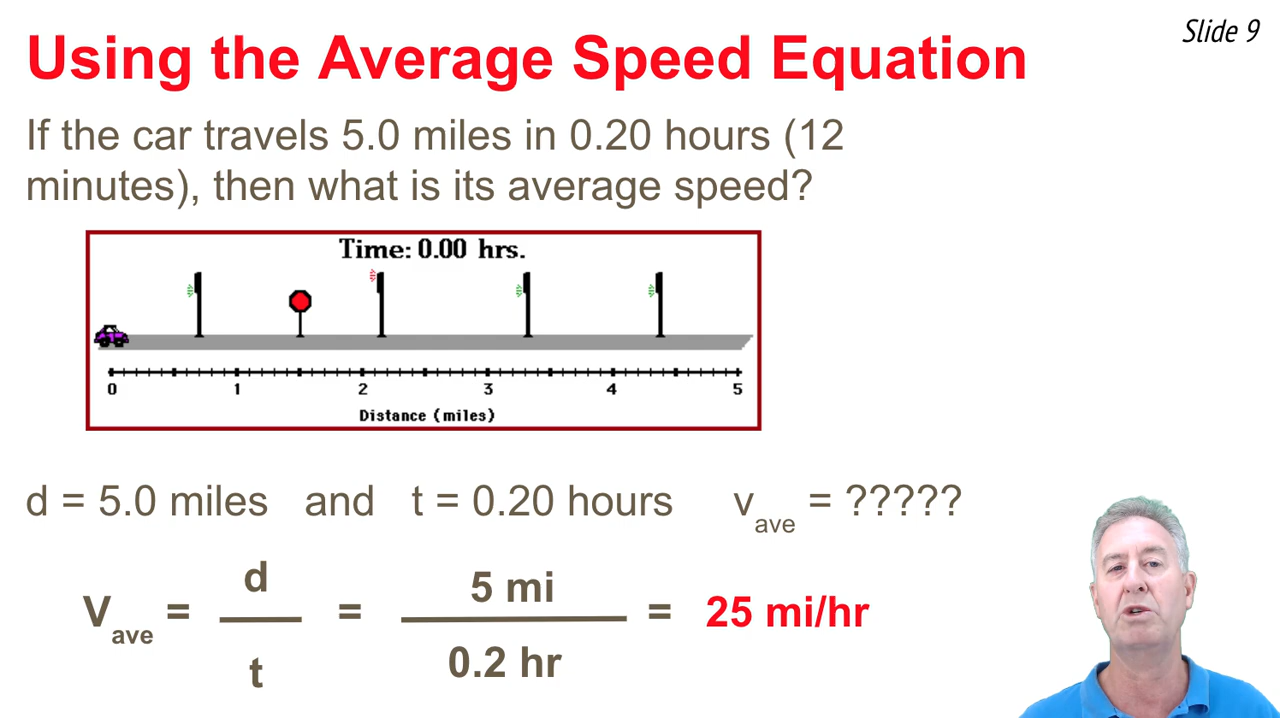 Slide 9
Using the Average Speed Equation
If the car travels 5.0 miles in 0.20 hours (12
minutes), then what is its average speed?
Time: 0.00 hrs.
0 1 2 3 4 5
Distance (miles)
d = 5.0 miles and t = 0.20 hours vave = ?????
Vave = d / t = 5 mi / 0.2 hr = 25 mi/hr